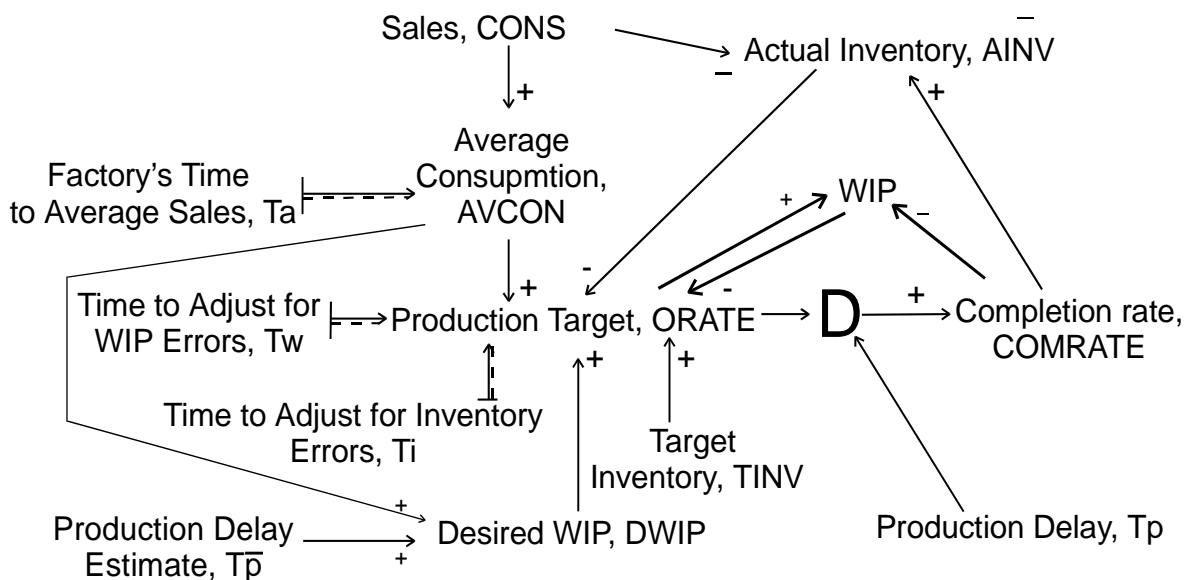 Sales, CONS
Actual Inventory, AINV
–
–
+
+
Average
Consupmtion,
AVCON
Factory's Time
to Average Sales, Ta
WIP
+
–
-
-
+
Time to Adjust for
WIP Errors, Tw
Production Target, ORATE
D
+
Completion rate,
COMRATE
+
+
Time to Adjust for Inventory
Errors, Ti
Target
Inventory, TINV
+
Production Delay
Estimate, Tp̅
+
Desired WIP, DWIP
Production Delay, Tp